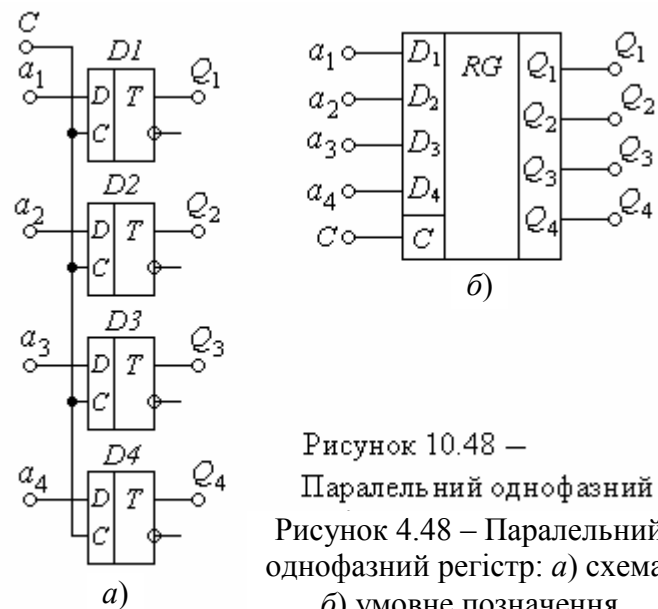 C
a1 D1 Q1
D T
C
a2 D2 Q2
D T
C
a3 D3 Q3
D T
C
a4 D4 Q4
D T
C
а)
a1 D1 RG Q1 Q1
a2 D2 Q2 Q2
a3 D3 Q3 Q3
a4 D4 Q4 Q4
C C
б)
Рисунок 10.48 —
Паралельний однофазний
Рисунок 4.48 – Паралельний
однофазний регістр: а) схема
б) умовне позначення